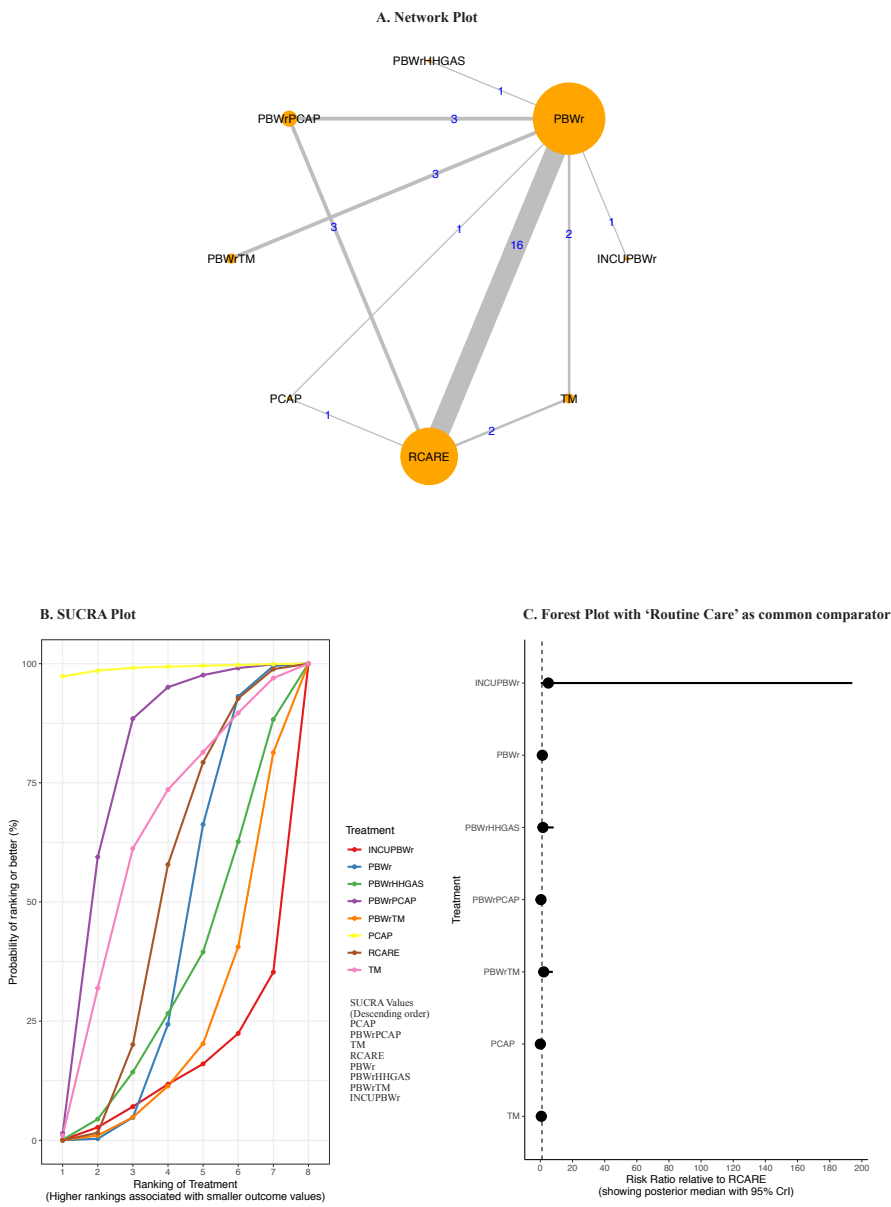 A. Network Plot
PBWrHHGAS
1
PBWrPCAP
3
PBWr
3
1
3
16
2
1
PBWrTM
INCUPBWr
PCAP
1
TM
2
RCARE
B. SUCRA Plot
100
75
50
25
0
Probability of ranking or better (%)
1 2 3 4 5 6 7 8
Ranking of Treatment
(Higher rankings associated with smaller outcome values)
Treatment
INCUPBWr
PBWr
PBWrHHGAS
PBWrPCAP
PBWrTM
PCAP
RCARE
TM
SUCRA Values
(Descending order)
PCAP
PBWrPCAP
TM
RCARE
PBWr
PBWrHHGAS
PBWrTM
INCUPBWr
C. Forest Plot with ‘Routine Care’ as common comparator
Treatment
INCUPBWr
PBWr
PBWrHHGAS
PBWrPCAP
PBWrTM
PCAP
TM
0 20 40 60 80 100 120 140 160 180 200
Risk Ratio relative to RCARE
(showing posterior median with 95% CrI)